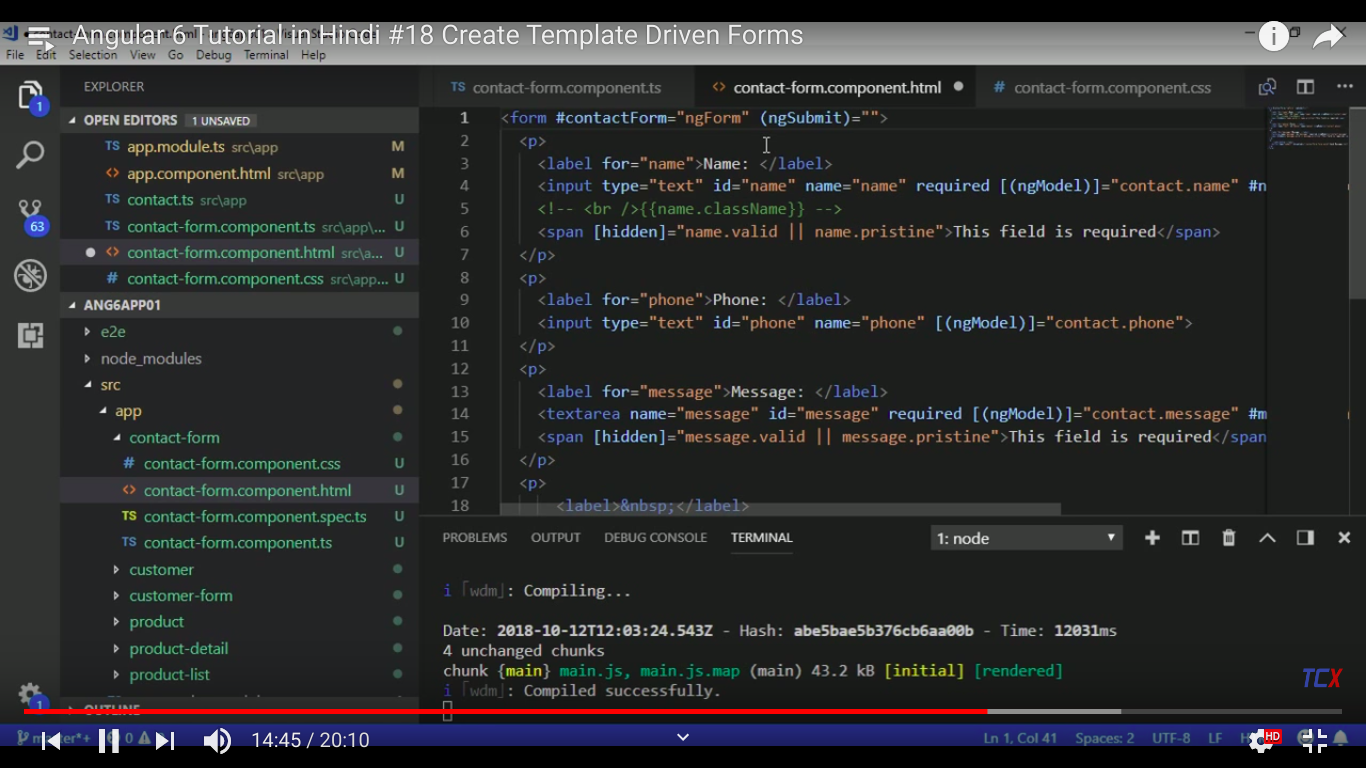 Angular 6 Tutorial in Hindi #18 Create Template Driven Forms
File Edit Selection View Go Debug Terminal Help
EXPLORER
OPEN EDITORS 1 UNSAVED
TS app.module.ts src\app M
<> app.component.html src\app M
TS contact.ts src\app U
TS contact-form.component.ts src\app\... U
<> contact-form.component.html src\a... U
# contact-form.component.css src\app... U
ANG6APP01
e2e
node_modules
src
app
contact-form
# contact-form.component.css U
<> contact-form.component.html U
TS contact-form.component.spec.ts U
TS contact-form.component.ts U
customer
customer-form
product
product-detail
product-list
OUTLINE
1
63
1
TS contact-form.component.ts <> contact-form.component.html # contact-form.component.css
1 <form #contactForm="ngForm" (ngSubmit)="">
2 <p>
3 <label for="name">Name: </label>
4 <input type="text" id="name" name="name" required [(ngModel)]="contact.name" #n
5 <!-- <br />{{name.className}} -->
6 <span [hidden]="name.valid || name.pristine">This field is required</span>
7 </p>
8 <p>
9 <label for="phone">Phone: </label>
10 <input type="text" id="phone" name="phone" [(ngModel)]="contact.phone">
11 </p>
12 <p>
13 <label for="message">Message: </label>
14 <textarea name="message" id="message" required [(ngModel)]="contact.message" #m
15 <span [hidden]="message.valid || message.pristine">This field is required</span
16 </p>
17 <p>
18 <label>&nbsp;</label>
PROBLEMS OUTPUT DEBUG CONSOLE TERMINAL 1: node
i ｢wdm｣: Compiling...
Date: 2018-10-12T12:03:24.543Z - Hash: abe5bae5b376cb6aa00b - Time: 12031ms
4 unchanged chunks
chunk {main} main.js, main.js.map (main) 43.2 kB [initial] [rendered]
i ｢wdm｣: Compiled successfully.
TCX
0
14:45 / 20:10
Ln 1, Col 41 Spaces: 2 UTF-8 LF
HD